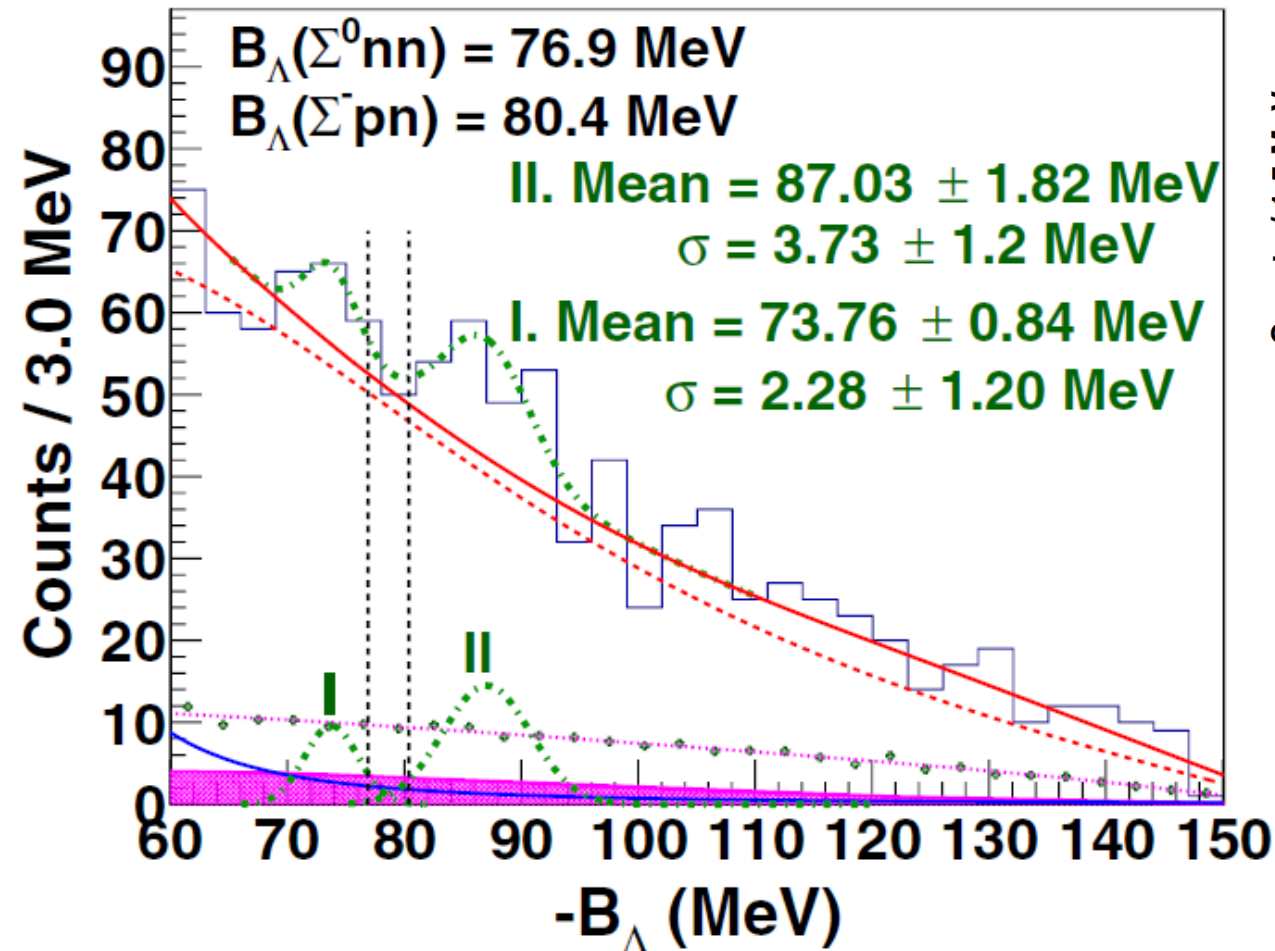 B_Λ(Σ⁰nn) = 76.9 MeV
B_Λ(Σ⁻pn) = 80.4 MeV
II. Mean = 87.03 ± 1.82 MeV
σ = 3.73 ± 1.2 MeV
I. Mean = 73.76 ± 0.84 MeV
σ = 2.28 ± 1.20 MeV
Counts / 3.0 MeV
90
80
70
60
50
40
30
20
10
0
I
II
60 70 80 90 100 110 120 130 140 150
-B_Λ (MeV)